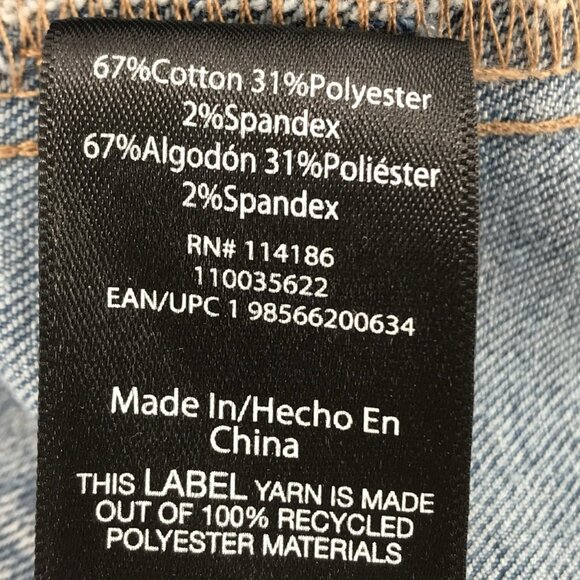 67%Cotton 31%Polyester
2%Spandex
67%Algodón 31%Poliéster
2%Spandex
RN# 114186
110035622
EAN/UPC 1 98566200634
Made In/Hecho En
China
THIS LABEL YARN IS MADE
OUT OF 100% RECYCLED
POLYESTER MATERIALS